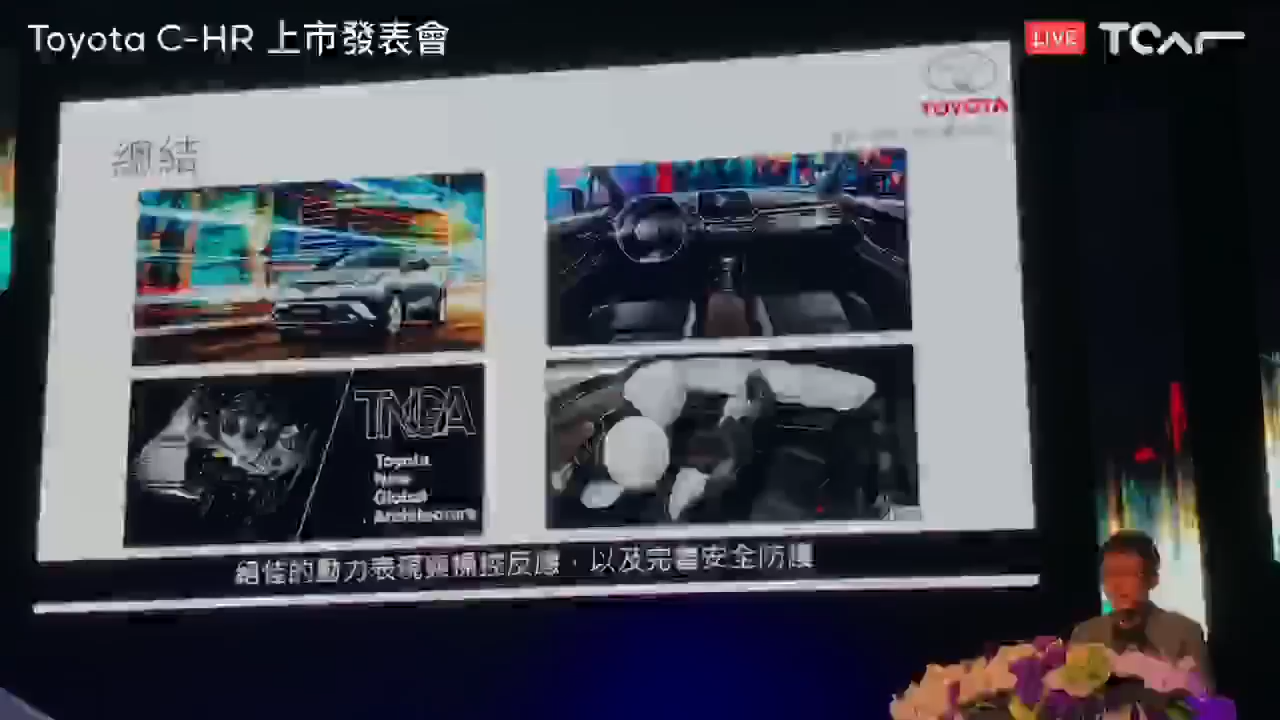 Toyota C-HR 上市發表會
LIVE TCAr
TOYOTA
總結
TNGA
Toyota
New
Global
Architecture
絕佳的動力表現與操控反應,以及完善安全防護